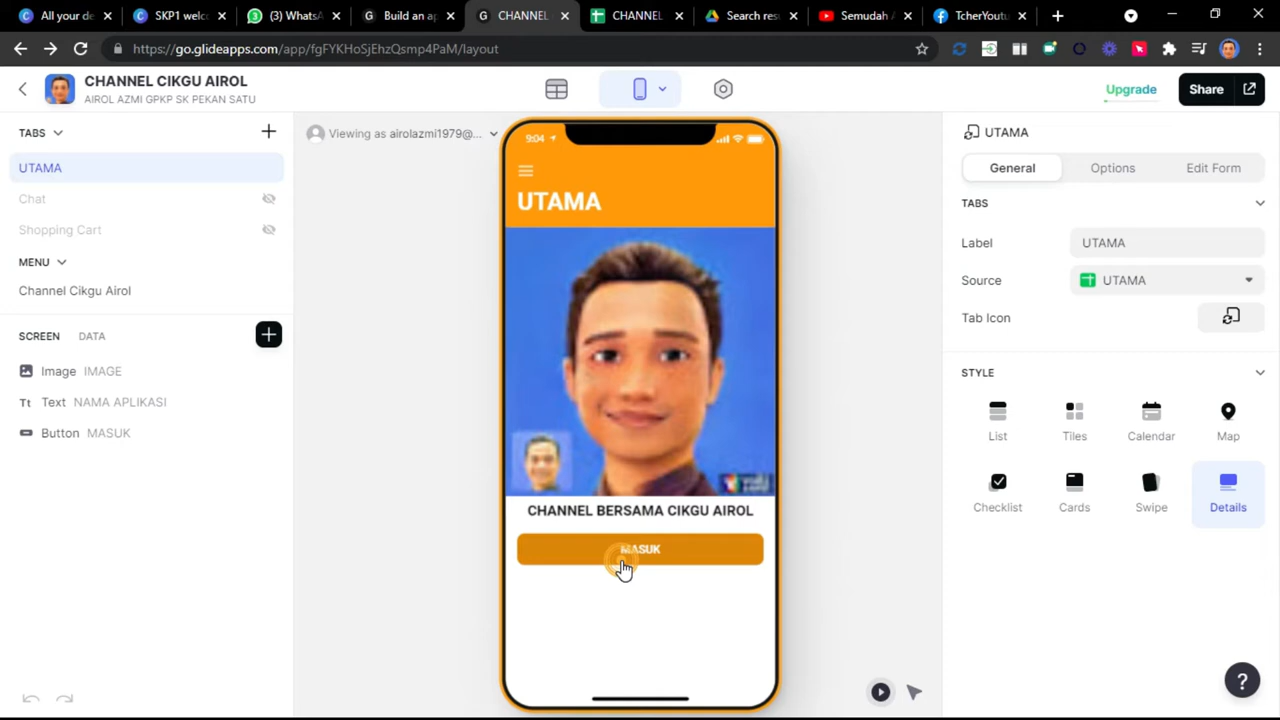 All your de
SKP1 welco
(3) WhatsA
Build an ap
CHANNEL
CHANNEL
Search res
Semudah A
TcherYoutu
https://go.glideapps.com/app/fgFYKHoSjEhzQsmp4PaM/layout
CHANNEL CIKGU AIROL
AIROL AZMI GPKP SK PEKAN SATU
Upgrade
Share
TABS
UTAMA
Chat
Shopping Cart
MENU
Channel Cikgu Airol
SCREEN DATA
Image IMAGE
Tt Text NAMA APLIKASI
Button MASUK
Viewing as airolazmi1979@...
9:04
UTAMA
CHANNEL BERSAMA CIKGU AIROL
MASUK
UTAMA
General Options Edit Form
TABS
Label UTAMA
Source UTAMA
Tab Icon
STYLE
List Tiles Calendar Map
Checklist Cards Swipe Details
?